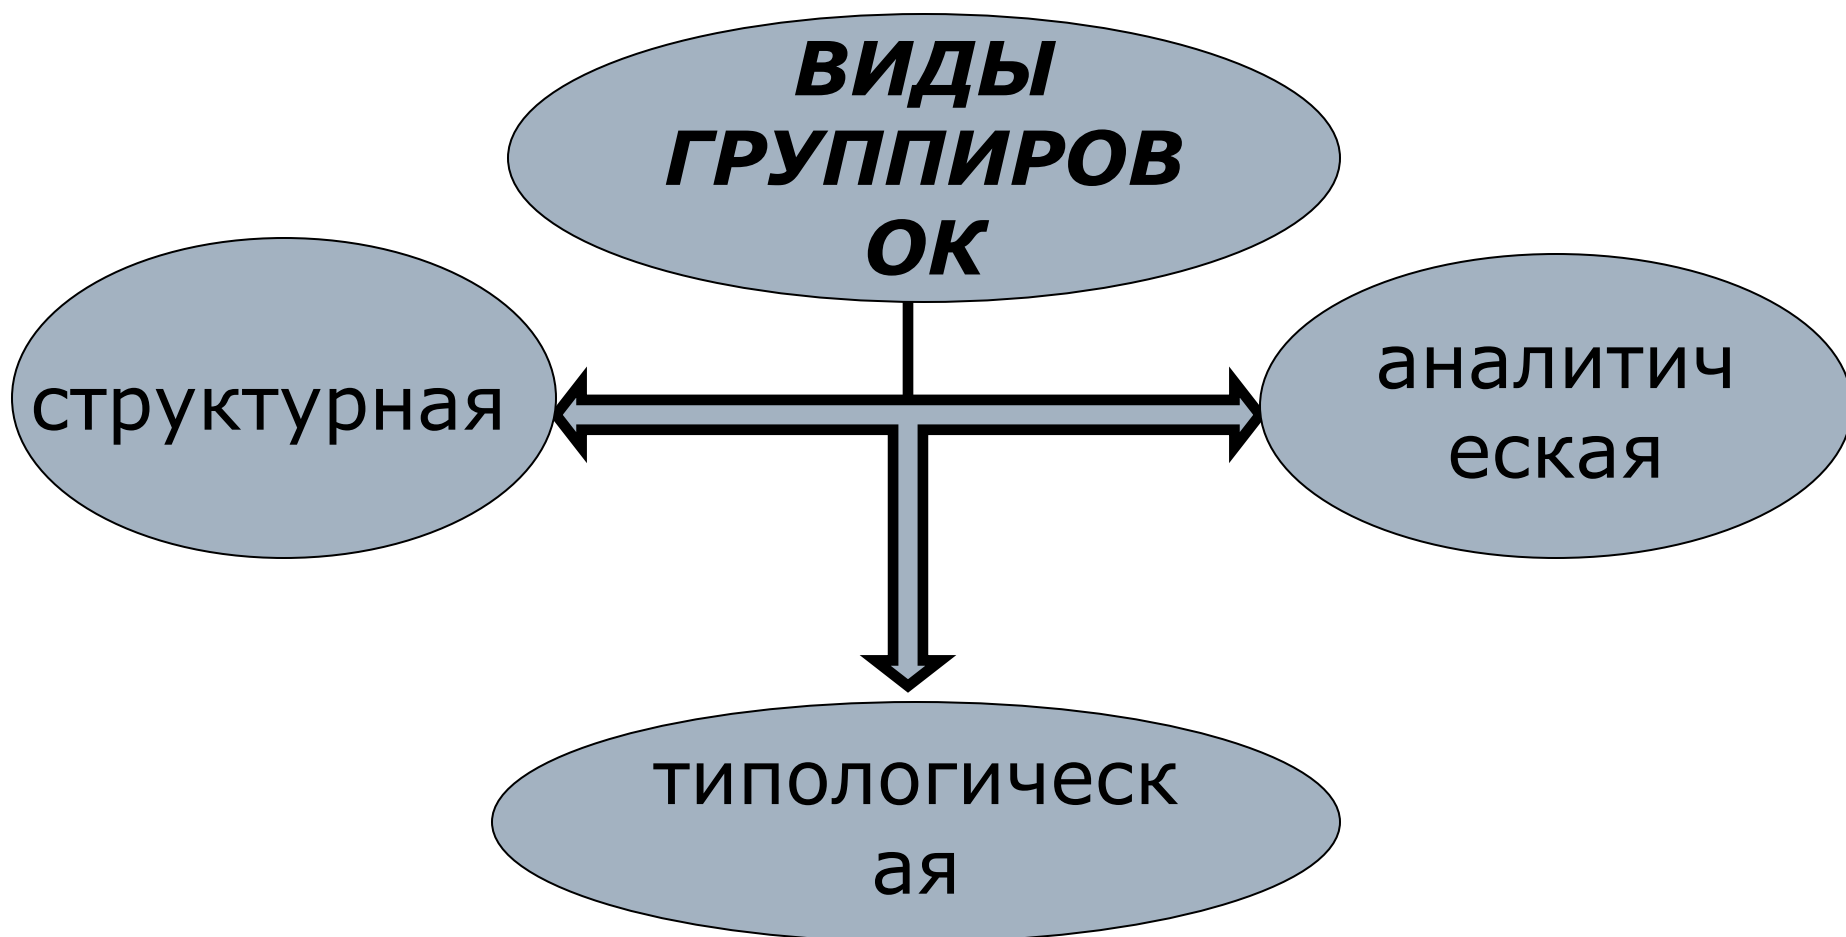 ВИДЫ
ГРУППИРОВ
ОК
структурная
аналитич
еская
типологическ
ая